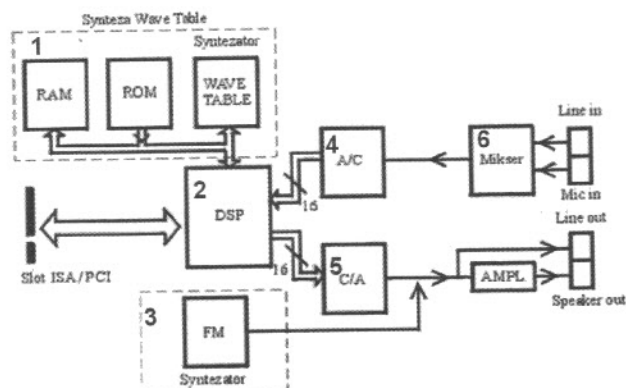 Synteza Wave Table
1
Syntezator
RAM
ROM
WAVE
TABLE
Line in
4
A/C
6
Mikser
Mic in
2
DSP
16
Line out
Slot ISA/PCI
16
5
C/A
AMPL
Speaker out
3
FM
Syntezator